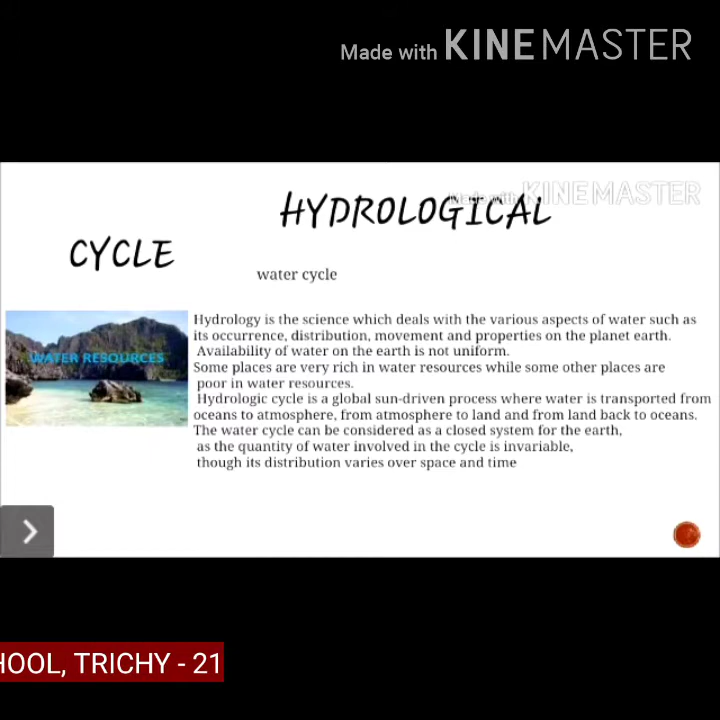 Made with KINEMASTER
Made with KINEMASTER
HYDROLOGICAL
CYCLE
water cycle
WATER RESOURCES
Hydrology is the science which deals with the various aspects of water such as
its occurrence, distribution, movement and properties on the planet earth.
Availability of water on the earth is not uniform.
Some places are very rich in water resources while some other places are
poor in water resources.
Hydrologic cycle is a global sun-driven process where water is transported from
oceans to atmosphere, from atmosphere to land and from land back to oceans.
The water cycle can be considered as a closed system for the earth,
as the quantity of water involved in the cycle is invariable,
though its distribution varies over space and time
HOOL, TRICHY - 21